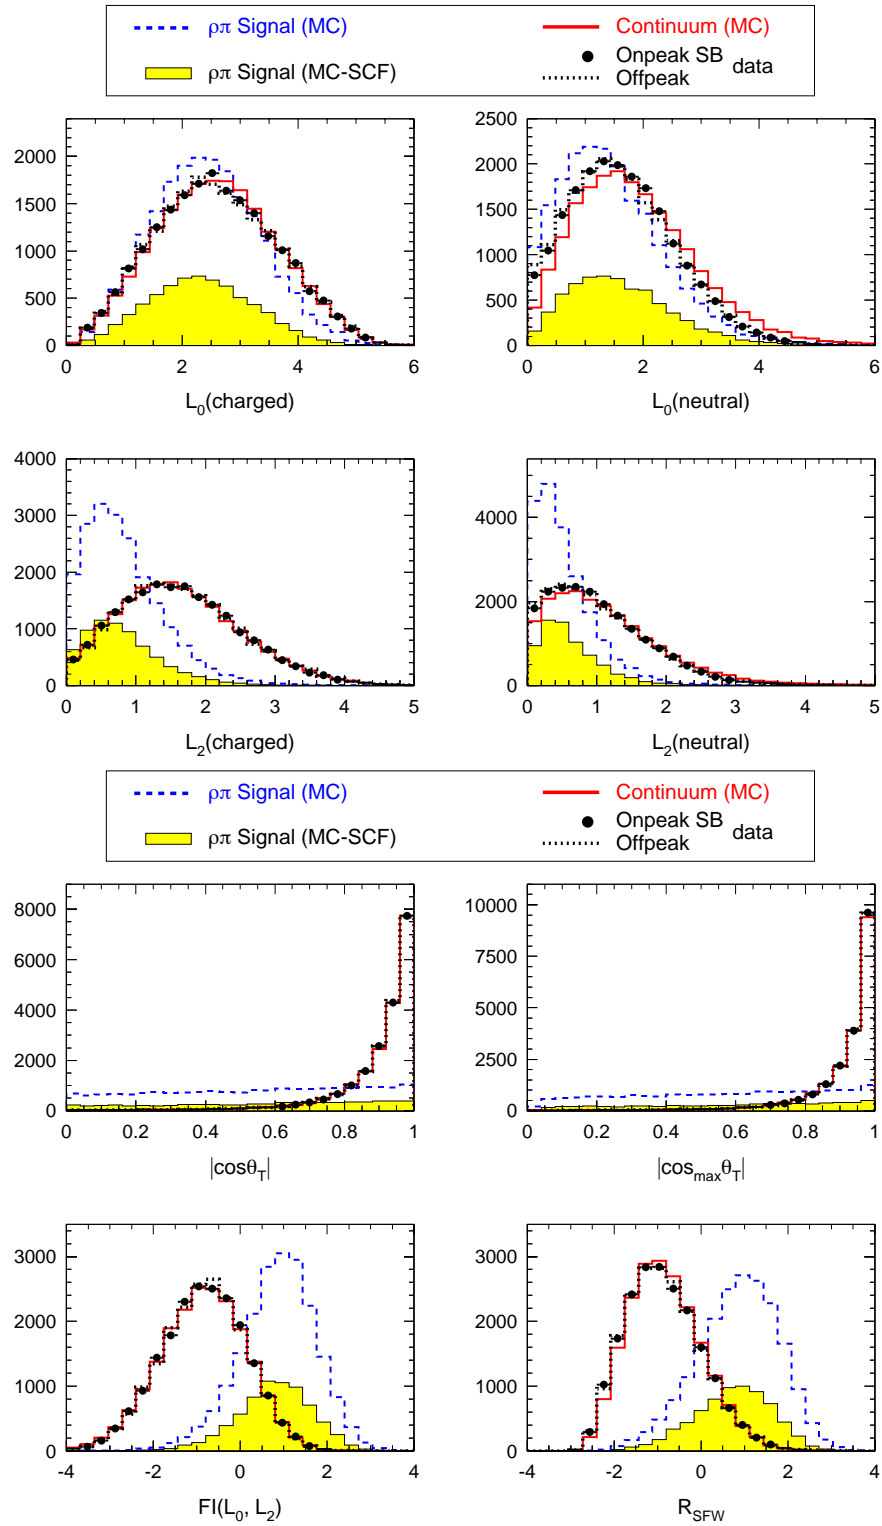 ρπ Signal (MC)
Continuum (MC)
ρπ Signal (MC-SCF)
Onpeak SB
Offpeak
data
2000
1500
1000
500
0
0 2 4 6
L₀(charged)
2500
2000
1500
1000
500
0
0 2 4 6
L₀(neutral)
4000
3000
2000
1000
0
0 1 2 3 4 5
L₂(charged)
4000
2000
0
0 1 2 3 4 5
L₂(neutral)
ρπ Signal (MC)
Continuum (MC)
ρπ Signal (MC-SCF)
Onpeak SB
Offpeak
data
8000
6000
4000
2000
0
0 0.2 0.4 0.6 0.8 1
|cosθ_T|
10000
7500
5000
2500
0
0 0.2 0.4 0.6 0.8 1
|cos_maxθ_T|
3000
2000
1000
0
-4 -2 0 2 4
FI(L₀, L₂)
3000
2000
1000
0
-4 -2 0 2 4
R_SFW